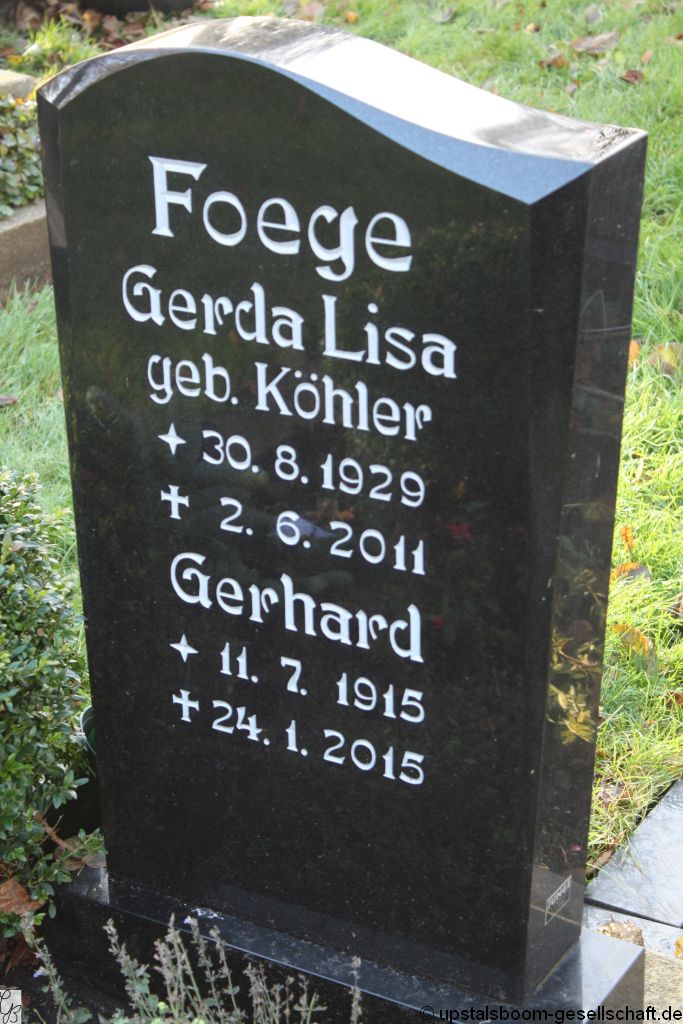 Foege
Gerda Lisa
geb. Köhler
30. 8. 1929
2. 6. 2011
Gerhard
11. 7. 1915
24. 1. 2015
© upstalsboom-gesellschaft.de